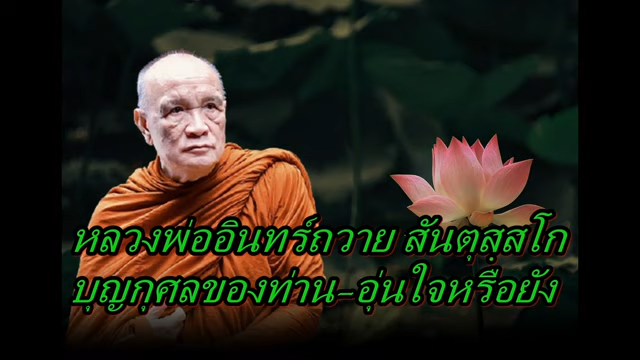 หลวงพ่ออินทร์ถวาย สันตุสฺสโก
บุญกุศลของท่าน-อุ่นใจหรือยัง